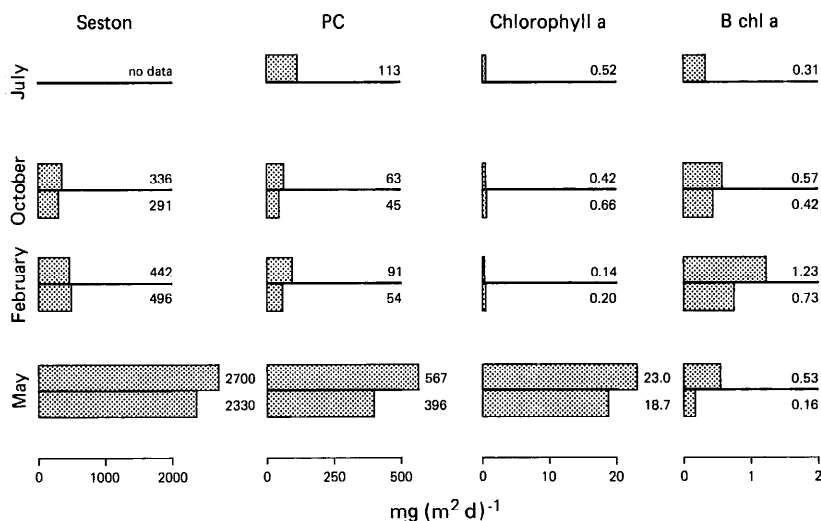 Seston PC Chlorophyll a B chl a
July
no data 113 0.52 0.31
October
336 63 0.42 0.57
291 45 0.66 0.42
February
442 91 0.14 1.23
496 54 0.20 0.73
May
2700 567 23.0 0.53
2330 396 18.7 0.16
0 1000 2000 0 250 500 0 10 20 0 1 2
mg (m² d)⁻¹